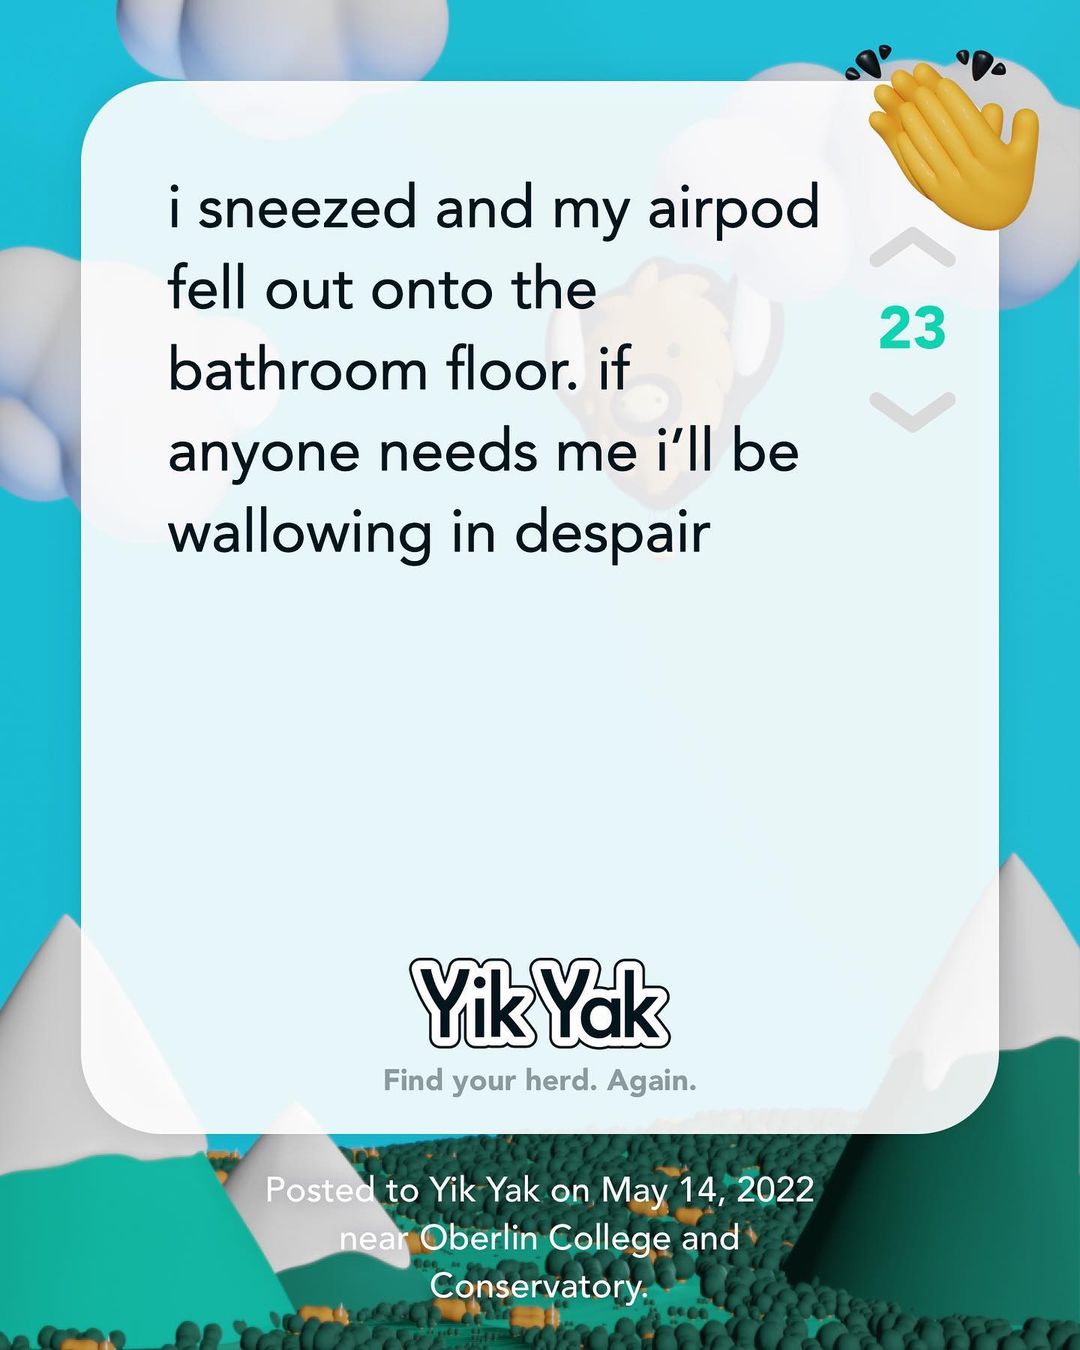 i sneezed and my airpod
fell out onto the
bathroom floor. if
anyone needs me i’ll be
wallowing in despair
23
Yik Yak
Find your herd. Again.
Posted to Yik Yak on May 14, 2022
near Oberlin College and
Conservatory.